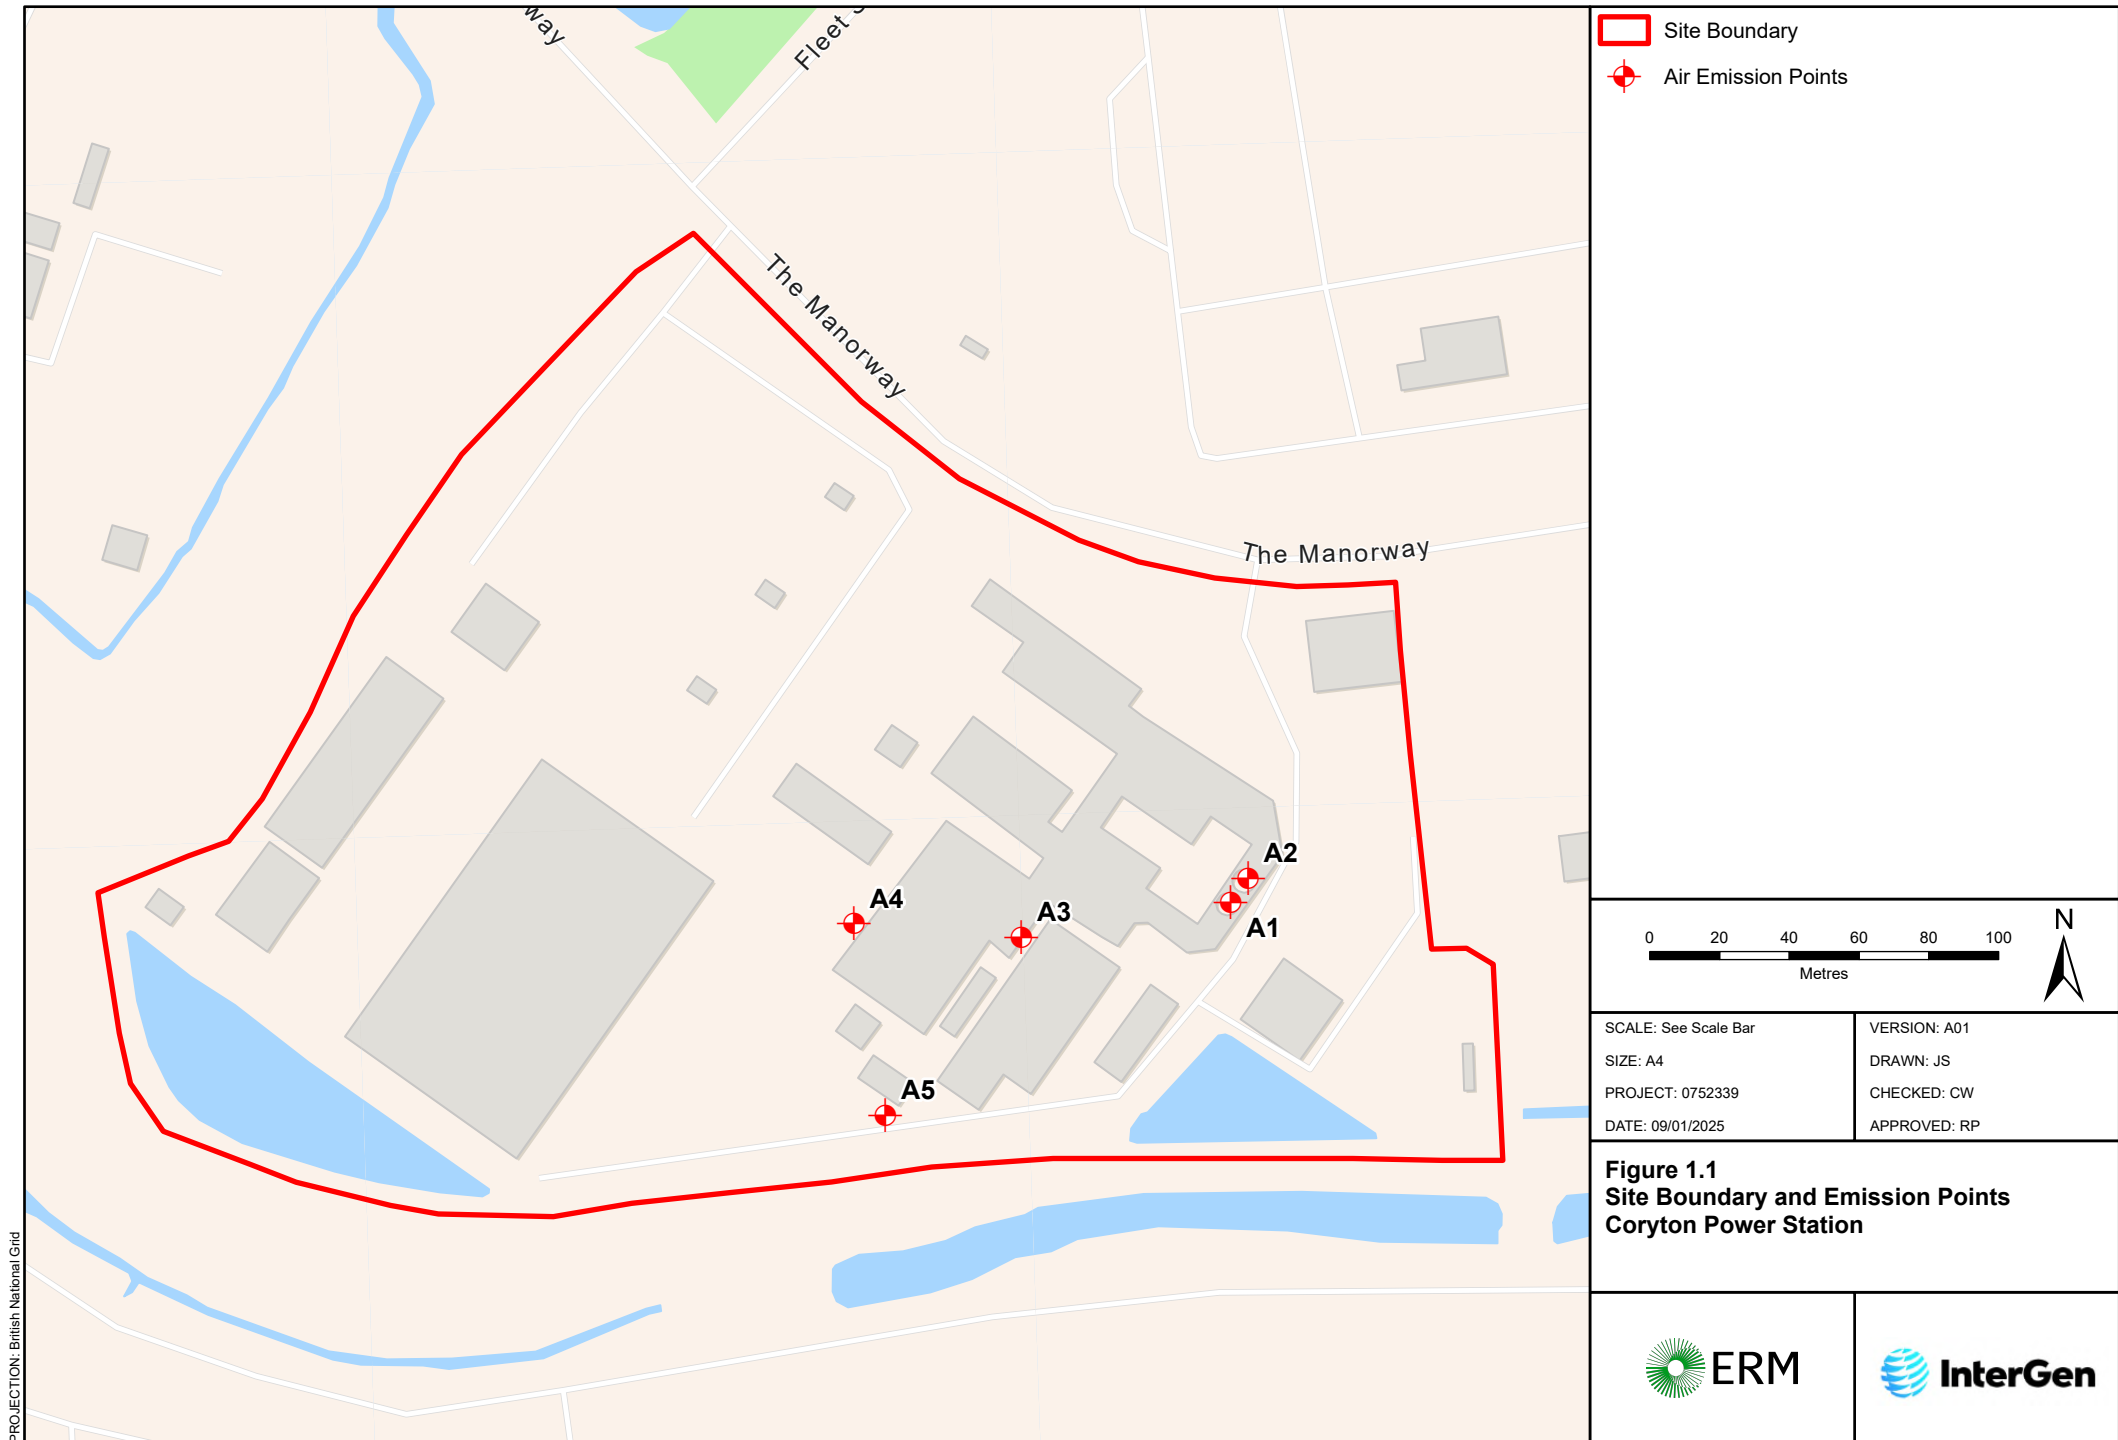 way
Fleet
The Manorway
The Manorway
A2
A4
A3
A1
A5
PROJECTION: British National Grid
Site Boundary
Air Emission Points
0 20 40 60 80 100
Metres
N
SCALE: See Scale Bar
VERSION: A01
SIZE: A4
DRAWN: JS
PROJECT: 0752339
CHECKED: CW
DATE: 09/01/2025
APPROVED: RP
Figure 1.1
Site Boundary and Emission Points
Coryton Power Station
ERM
InterGen